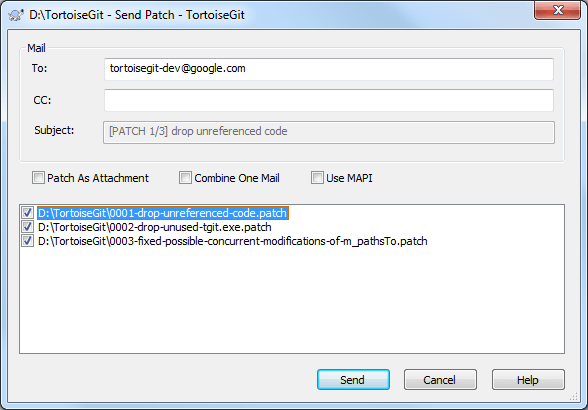 D:\TortoiseGit - Send Patch - TortoiseGit
Mail
To: tortoisegit-dev@google.com
CC:
Subject: [PATCH 1/3] drop unreferenced code
Patch As Attachment Combine One Mail Use MAPI
D:\TortoiseGit\0001-drop-unreferenced-code.patch
D:\TortoiseGit\0002-drop-unused-tgit.exe.patch
D:\TortoiseGit\0003-fixed-possible-concurrent-modifications-of-m_pathsTo.patch
Send Cancel Help